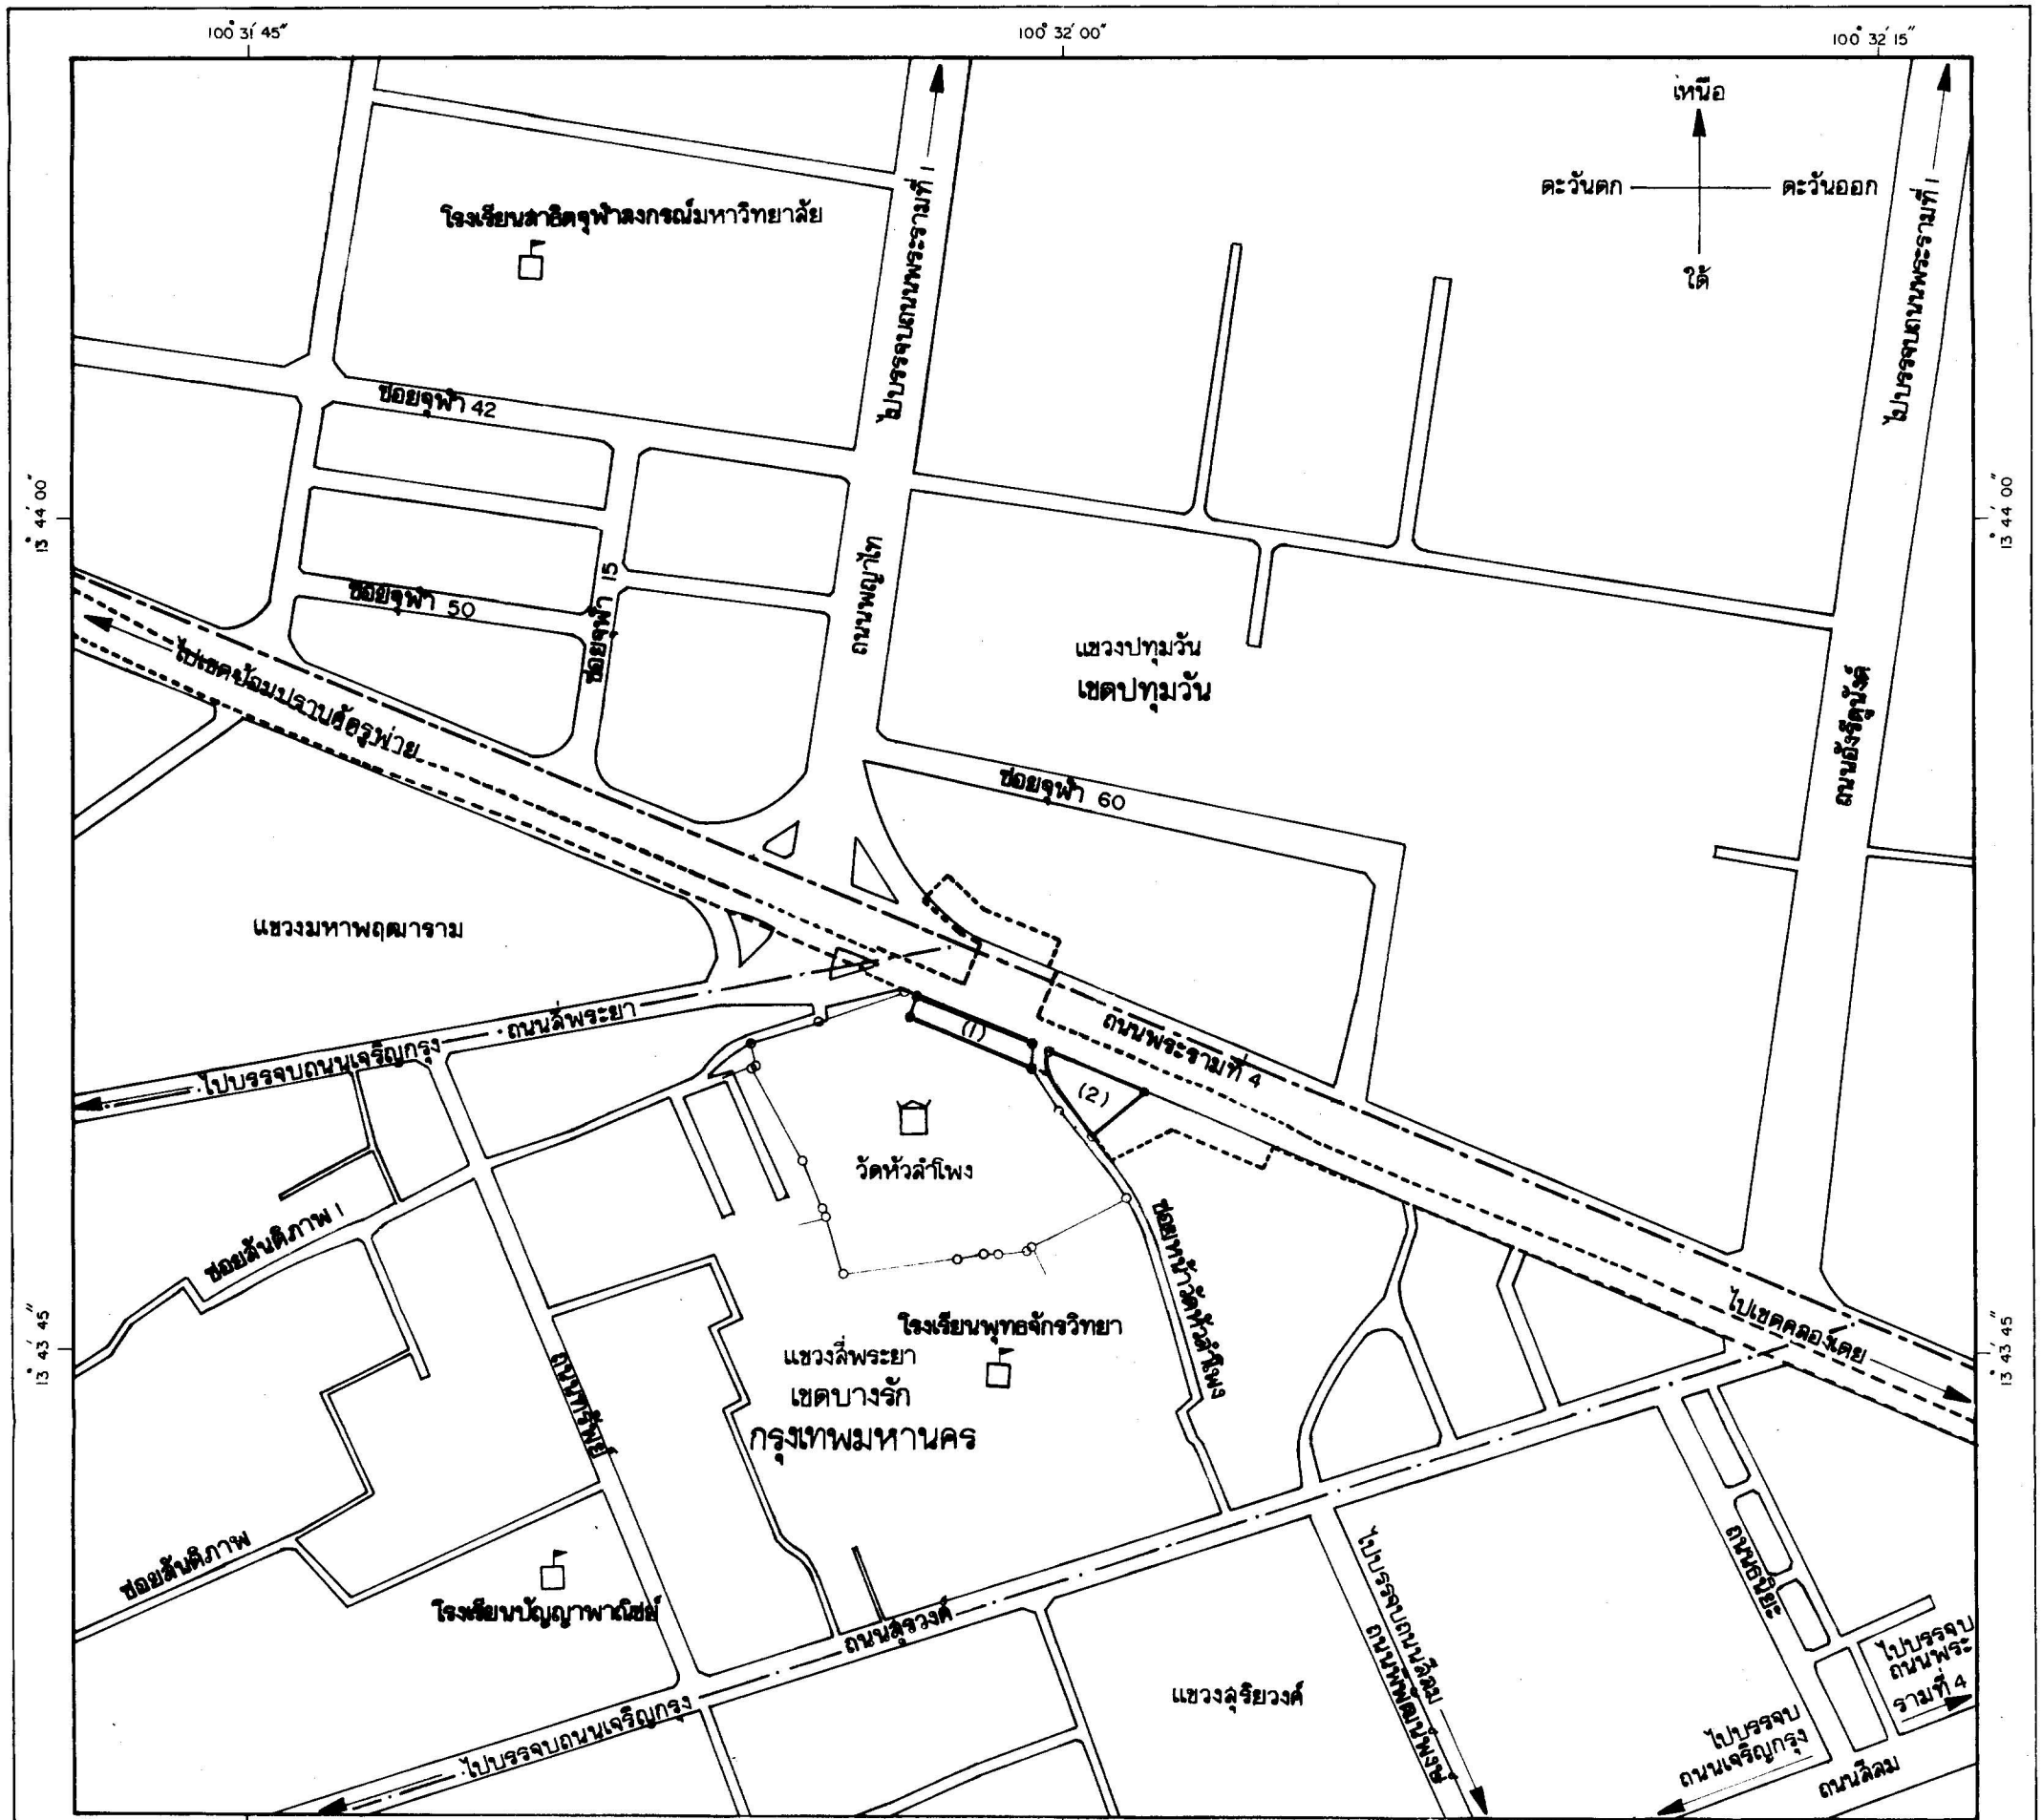 100° 31' 45"
100° 32' 00"
100° 32' 15"
เหนือ
ตะวันตก
ตะวันออก
ใต้
ไปบรรจบถนนพระรามที่ 1
ไปบรรจบถนนพระรามที่ 1
โรงเรียนสาธิตจุฬาลงกรณ์มหาวิทยาลัย
ซอยจุฬา 42
13° 44' 00"
13° 44' 00"
ซอยจุฬา 50
ซอยจุฬา 15
ถนนพญาไท
แขวงปทุมวัน
เขตปทุมวัน
ถนนอังรีดูนังต์
ไปเขตป้อมปราบศัตรูพ่าย
ซอยจุฬา 60
แขวงมหาพฤฒาราม
ถนนสี่พระยา
ไปบรรจบถนนเจริญกรุง
(1)
ถนนพระรามที่ 4
(2)
วัดหัวลำโพง
ซอยสันติภาพ 1
ซอยหน้าวัดหัวลำโพง
โรงเรียนพุทธจักรวิทยา
ไปเขตคลองเตย
13° 43' 45"
13° 43' 45"
แขวงสี่พระยา
เขตบางรัก
กรุงเทพมหานคร
ถนนทรัพย์
ซอยสันติภาพ
โรงเรียนปัญญาพาณิชย์
ถนนสุรวงศ์
ไปบรรจบถนนสีลม
ถนนพัฒน์พงษ์
ถนนธนิยะ
ไปบรรจบ
ถนนพระ
รามที่ 4
แขวงสุริยวงศ์
ไปบรรจบถนนเจริญกรุง
ไปบรรจบ
ถนนเจริญกรุง
ถนนสีลม